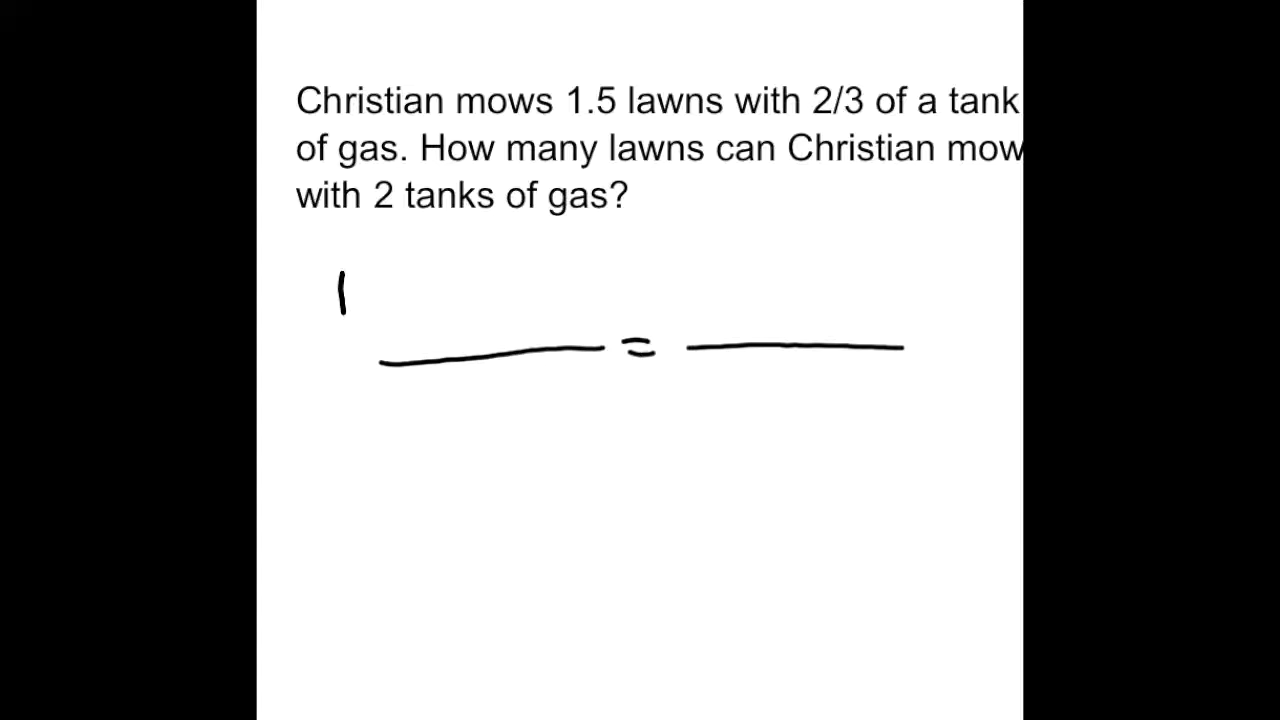 Christian mows 1.5 lawns with 2/3 of a tank
of gas. How many lawns can Christian mow
with 2 tanks of gas?
1
=